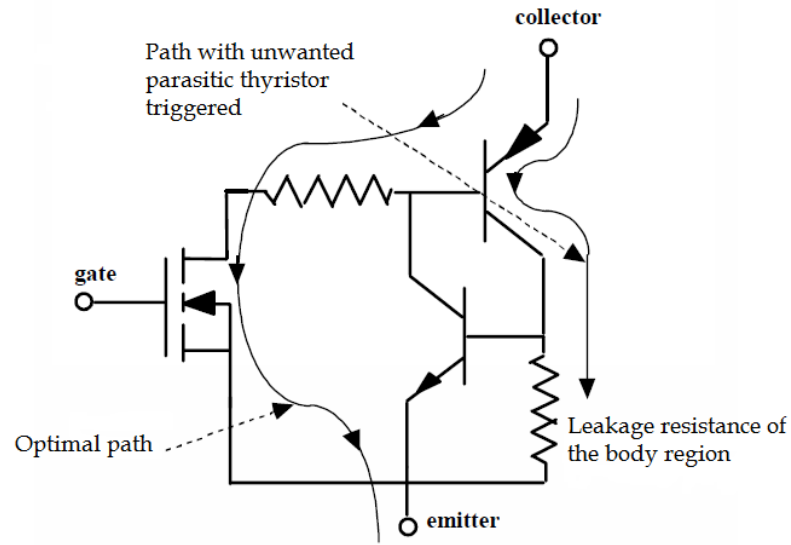 collector
Path with unwanted
parasitic thyristor
triggered
gate
Optimal path
Leakage resistance of
the body region
emitter